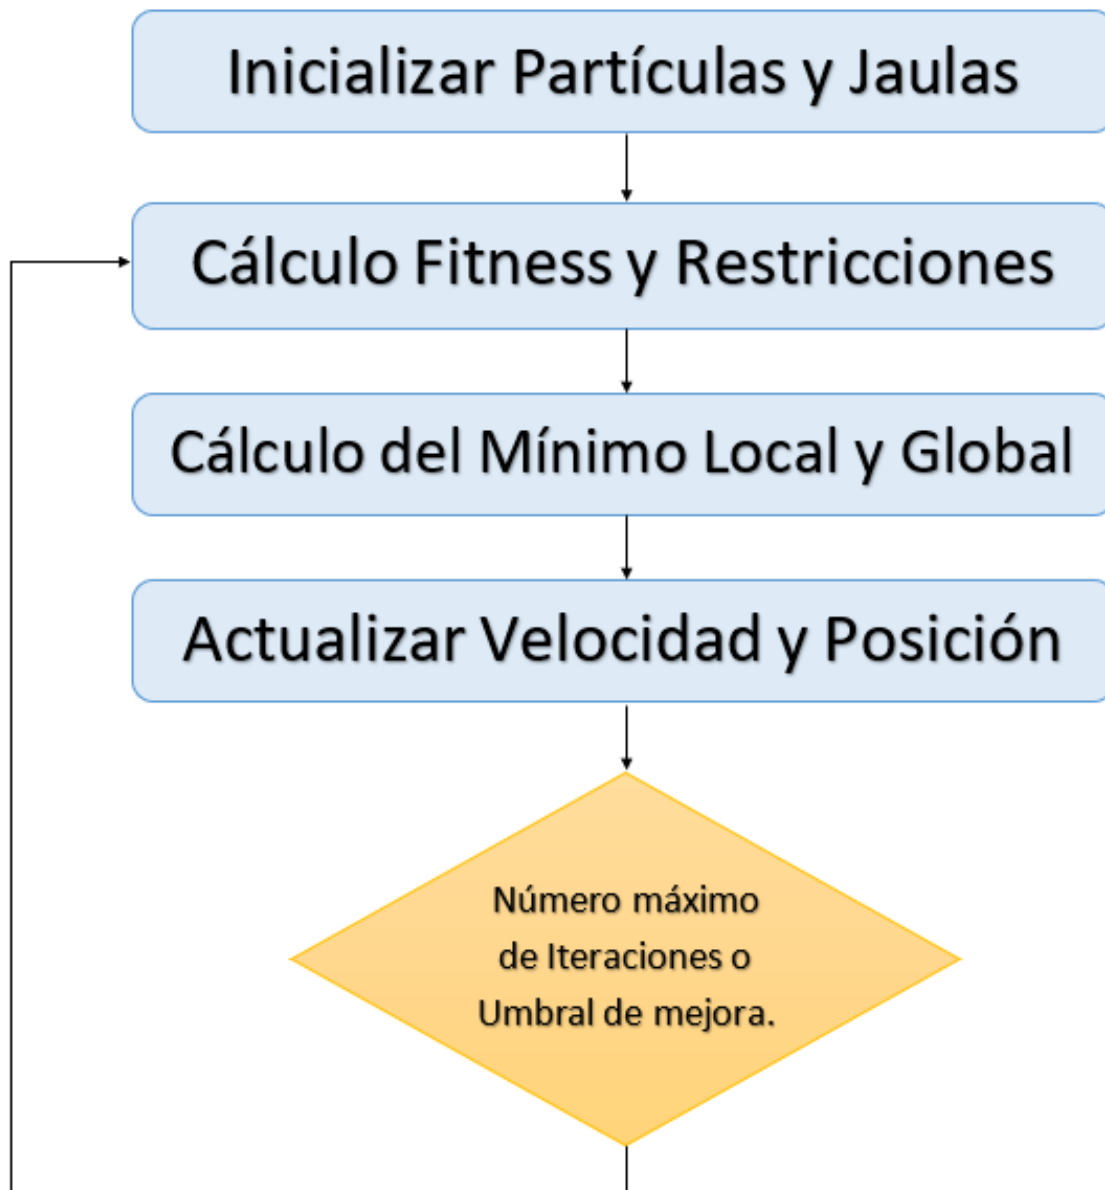 Inicializar Partículas y Jaulas
Cálculo Fitness y Restricciones
Cálculo del Mínimo Local y Global
Actualizar Velocidad y Posición
Número máximo
de Iteraciones o
Umbral de mejora.